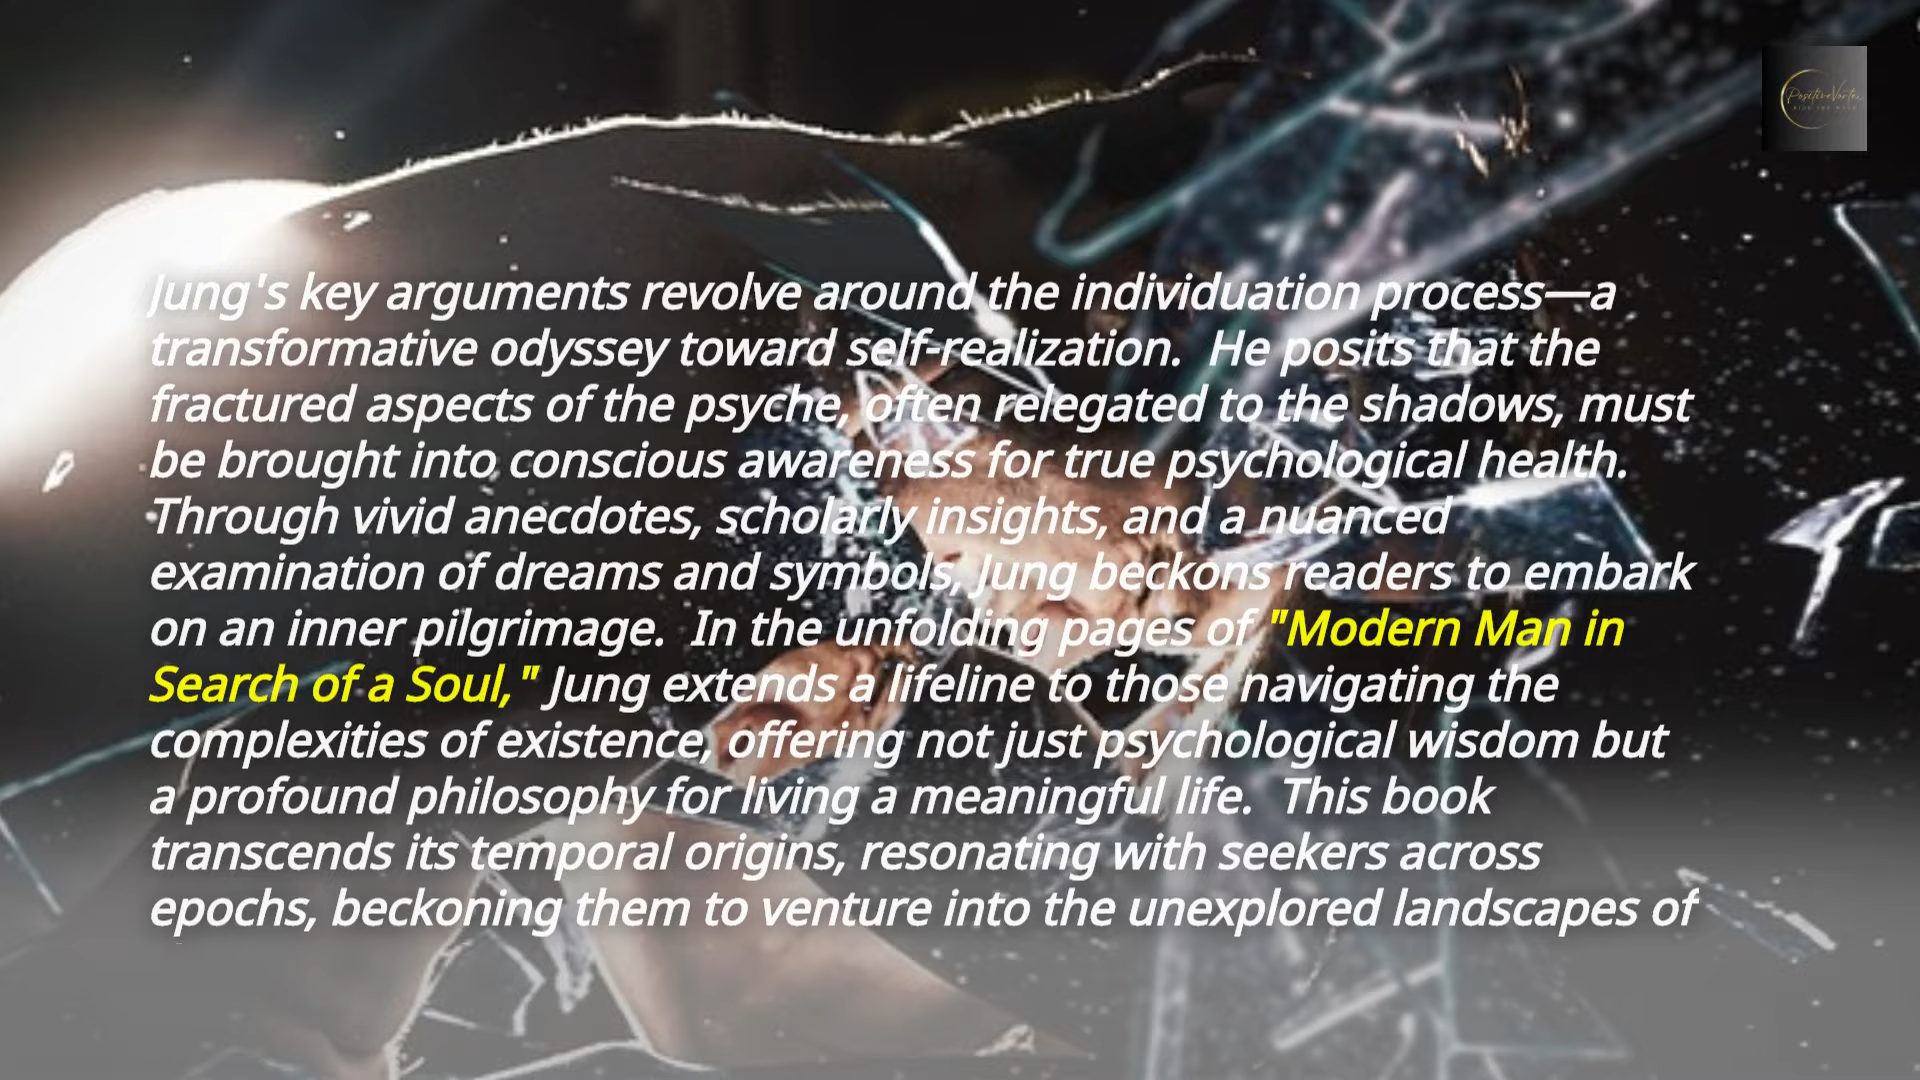 PositiveVortex
Jung's key arguments revolve around the individuation process—a
transformative odyssey toward self-realization. He posits that the
fractured aspects of the psyche, often relegated to the shadows, must
be brought into conscious awareness for true psychological health.
Through vivid anecdotes, scholarly insights, and a nuanced
examination of dreams and symbols, Jung beckons readers to embark
on an inner pilgrimage. In the unfolding pages of "Modern Man in
Search of a Soul," Jung extends a lifeline to those navigating the
complexities of existence, offering not just psychological wisdom but
a profound philosophy for living a meaningful life. This book
transcends its temporal origins, resonating with seekers across
epochs, beckoning them to venture into the unexplored landscapes of